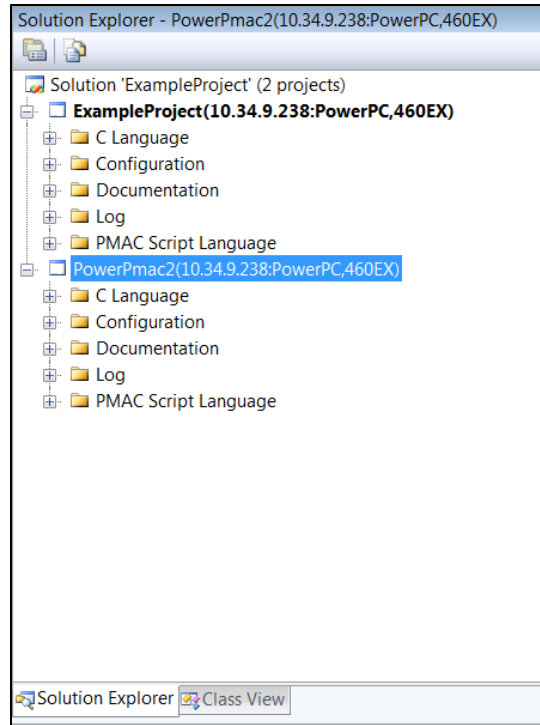 Solution Explorer - PowerPmac2(10.34.9.238:PowerPC,460EX)
Solution 'ExampleProject' (2 projects)
ExampleProject(10.34.9.238:PowerPC,460EX)
C Language
Configuration
Documentation
Log
PMAC Script Language
PowerPmac2(10.34.9.238:PowerPC,460EX)
C Language
Configuration
Documentation
Log
PMAC Script Language
Solution Explorer Class View